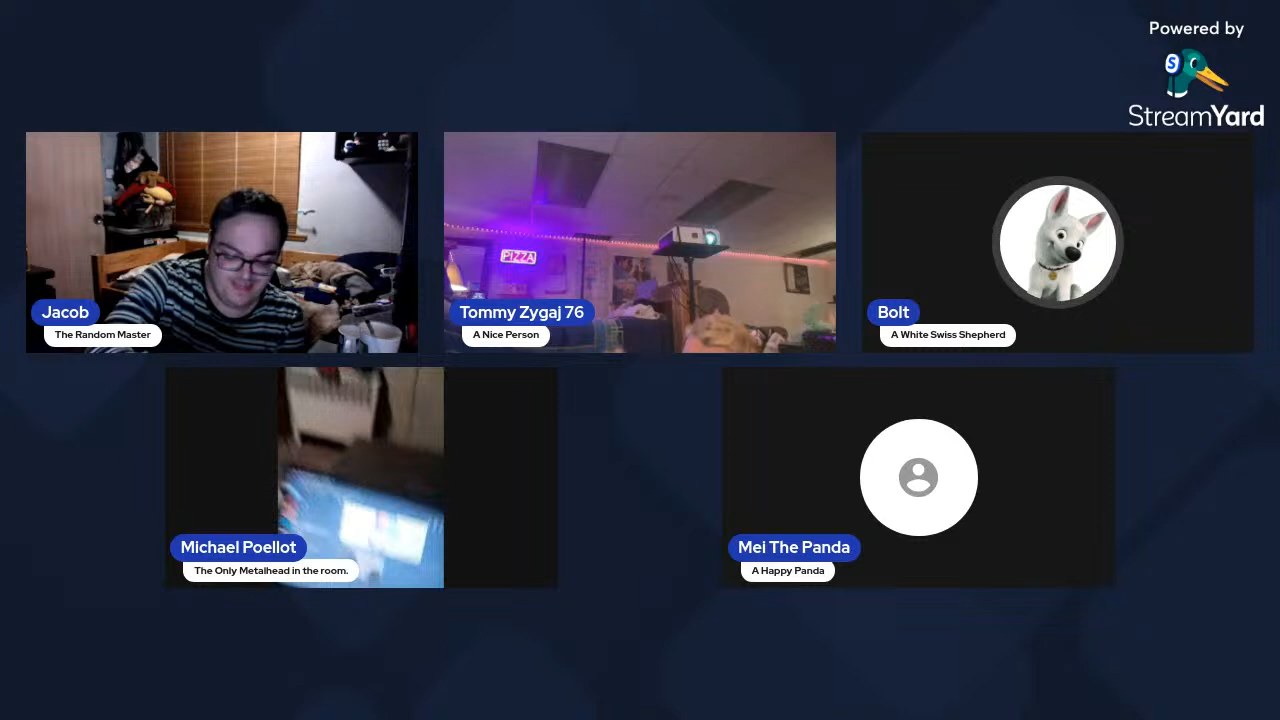 Powered by
S
StreamYard
PIZZA
Jacob
The Random Master
Tommy Zygaj 76
A Nice Person
Bolt
A White Swiss Shepherd
Michael Poellot
The Only Metalhead in the room.
Mei The Panda
A Happy Panda